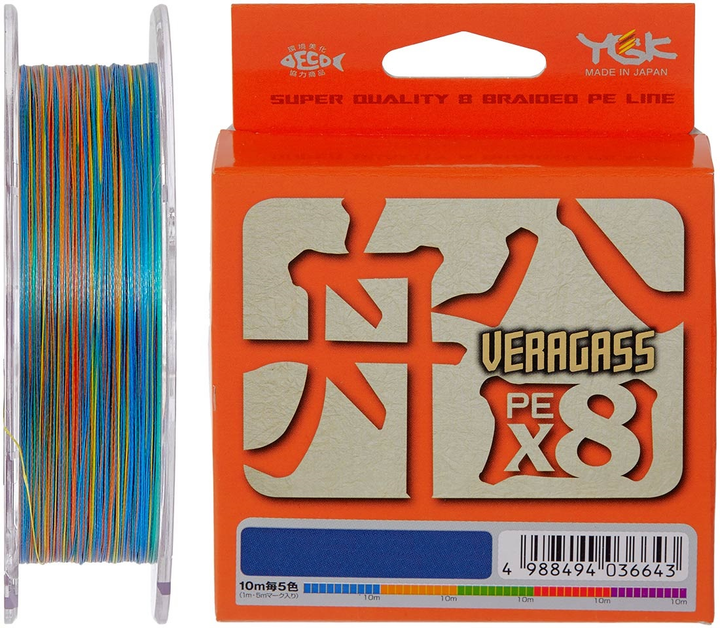 環境美化
ECO
協力商品
YGK
MADE IN JAPAN
SUPER QUALITY 8 BRAIDED PE LINE
船
VERAGASS
PE
X8
10m毎5色
(1m・5mマーク入り)
10m 10m 10m 10m
4 988494 036643